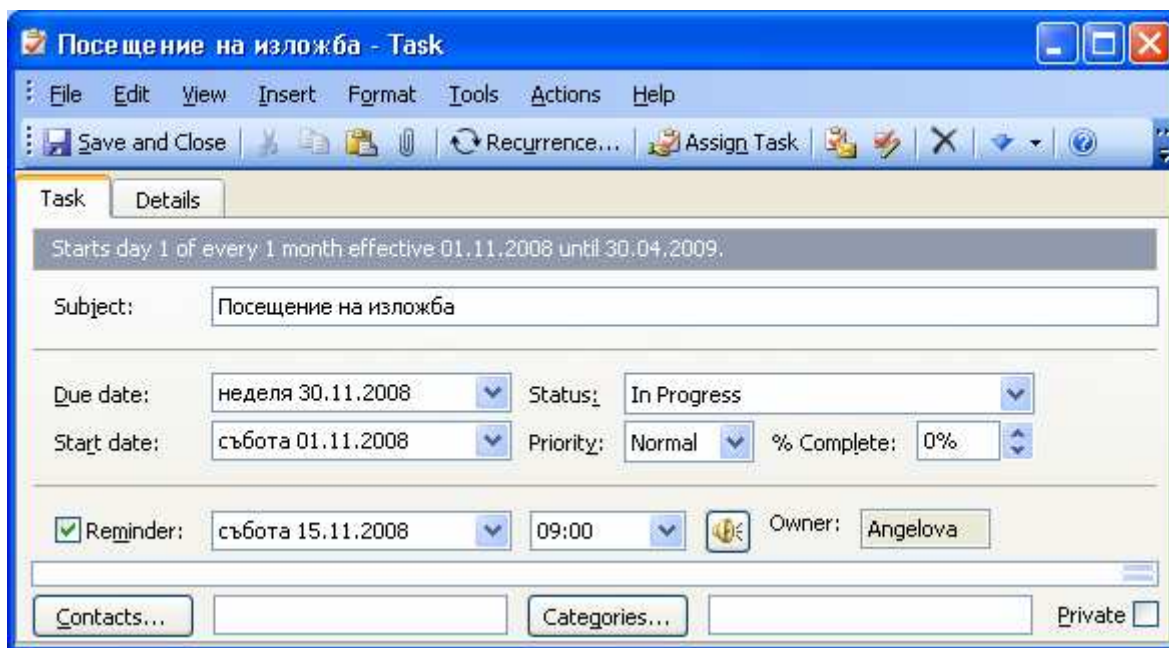 Посещение на изложба - Task
File Edit View Insert Format Tools Actions Help
Save and Close Recurrence... Assign Task
Task Details
Starts day 1 of every 1 month effective 01.11.2008 until 30.04.2009.
Subject: Посещение на изложба
Due date: неделя 30.11.2008 Status: In Progress
Start date: събота 01.11.2008 Priority: Normal % Complete: 0%
Reminder: събота 15.11.2008 09:00 Owner: Angelova
Contacts... Categories... Private